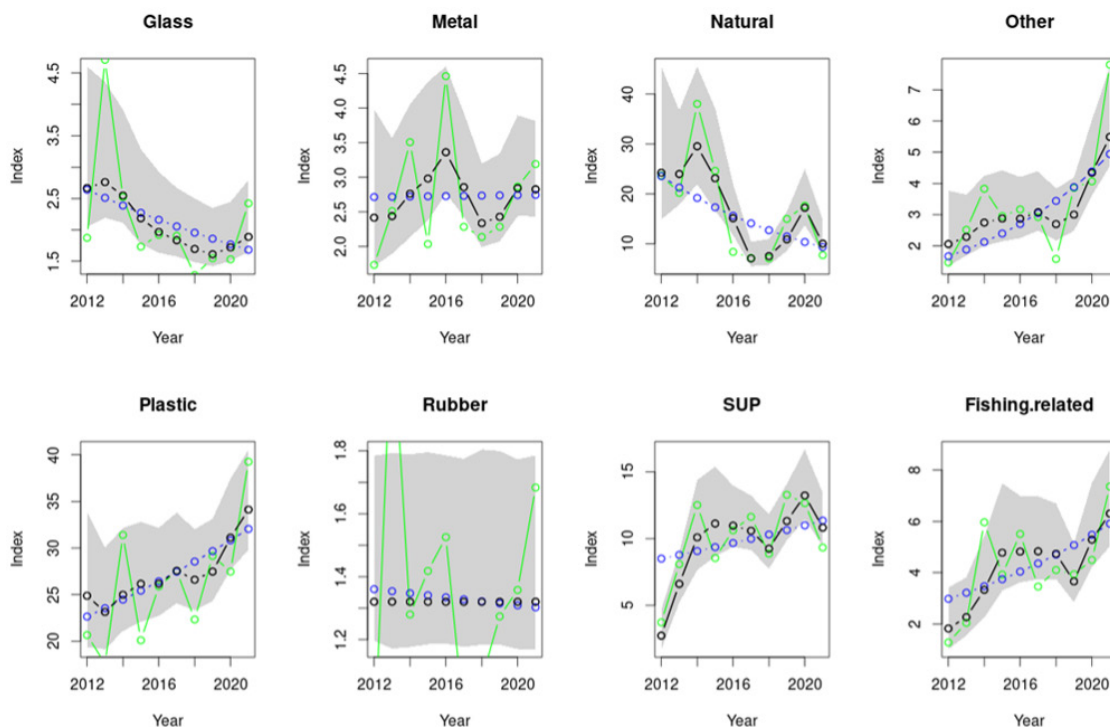 Glass Metal Natural Other
Index 1.5 2.5 3.5 4.5
2012 2016 2020
Year
Index 2.0 2.5 3.0 3.5 4.0 4.5
2012 2016 2020
Year
Index 10 20 30 40
2012 2016 2020
Year
Index 2 3 4 5 6 7
2012 2016 2020
Year
Plastic Rubber SUP Fishing.related
Index 20 25 30 35 40
2012 2016 2020
Year
Index 1.2 1.4 1.6 1.8
2012 2016 2020
Year
Index 5 10 15
2012 2016 2020
Year
Index 2 4 6 8
2012 2016 2020
Year